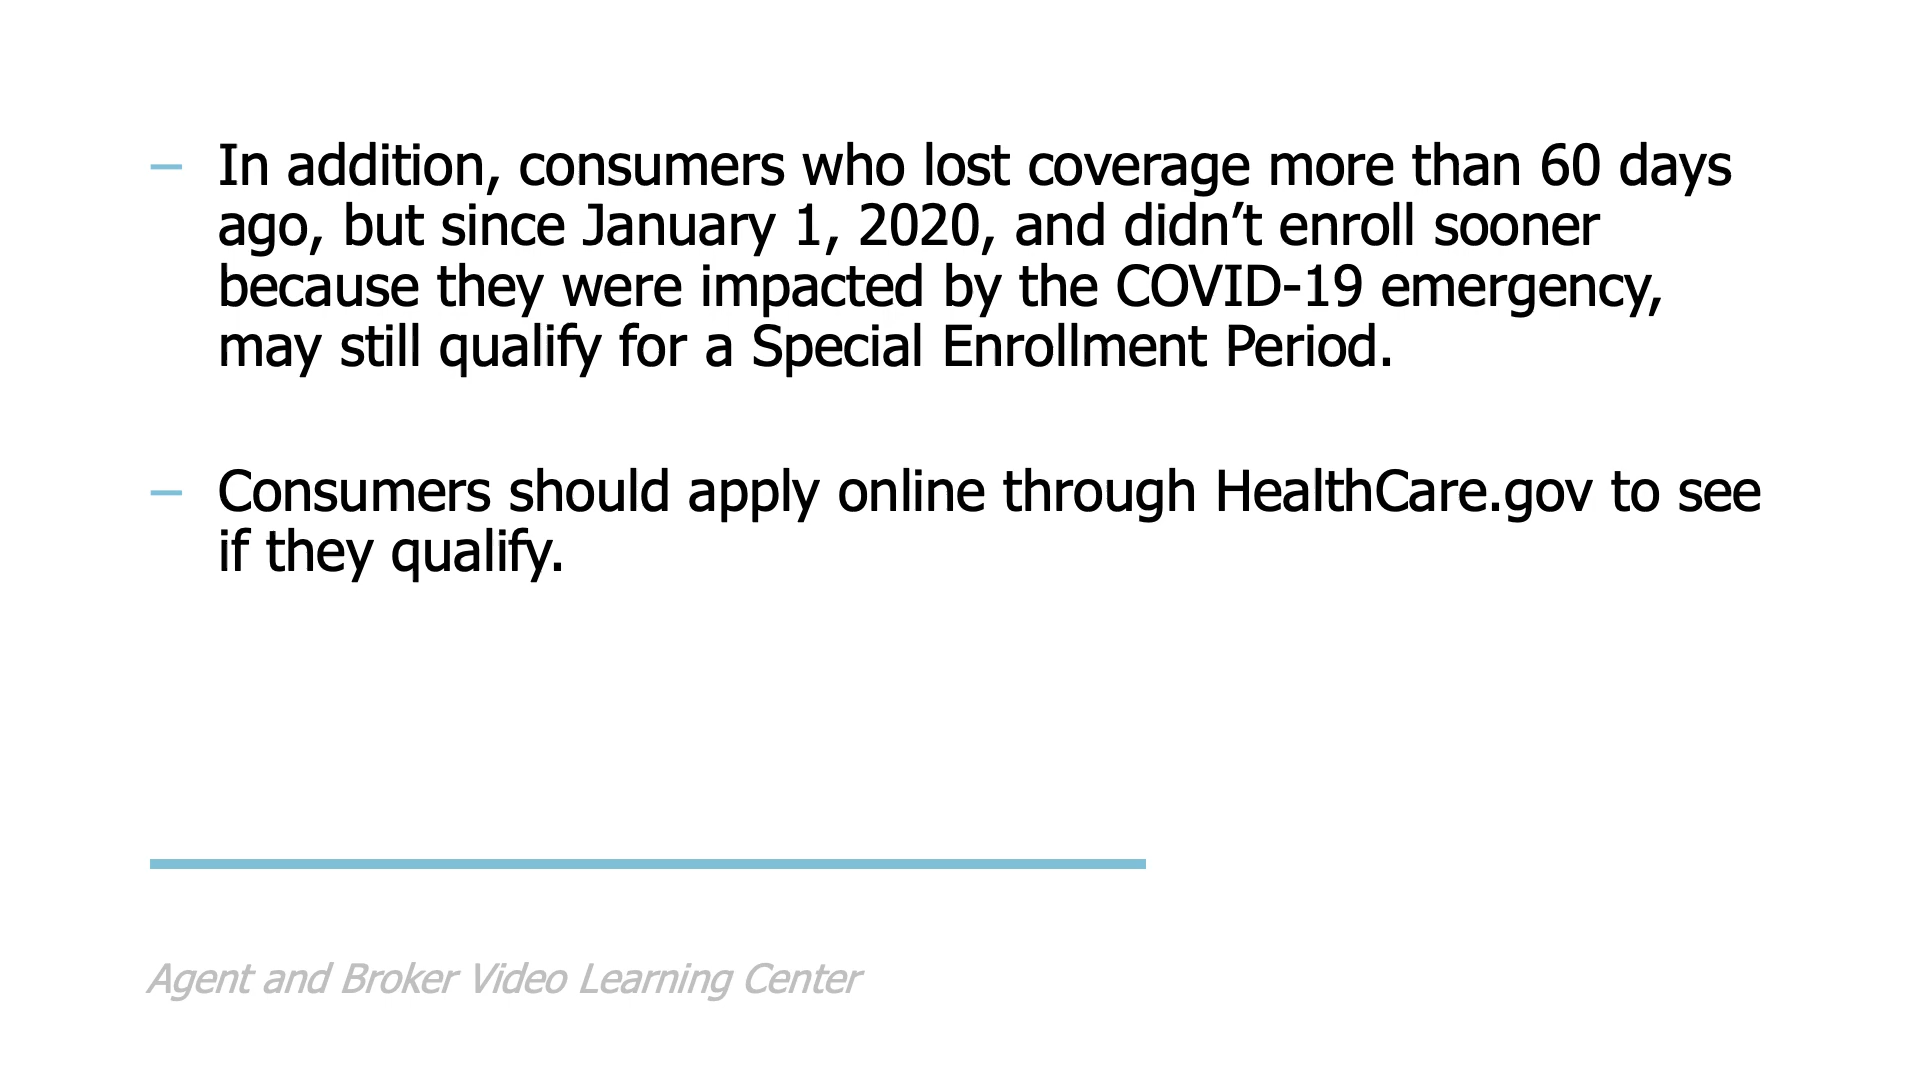 – In addition, consumers who lost coverage more than 60 days
ago, but since January 1, 2020, and didn’t enroll sooner
because they were impacted by the COVID-19 emergency,
may still qualify for a Special Enrollment Period.
– Consumers should apply online through HealthCare.gov to see
if they qualify.
Agent and Broker Video Learning Center